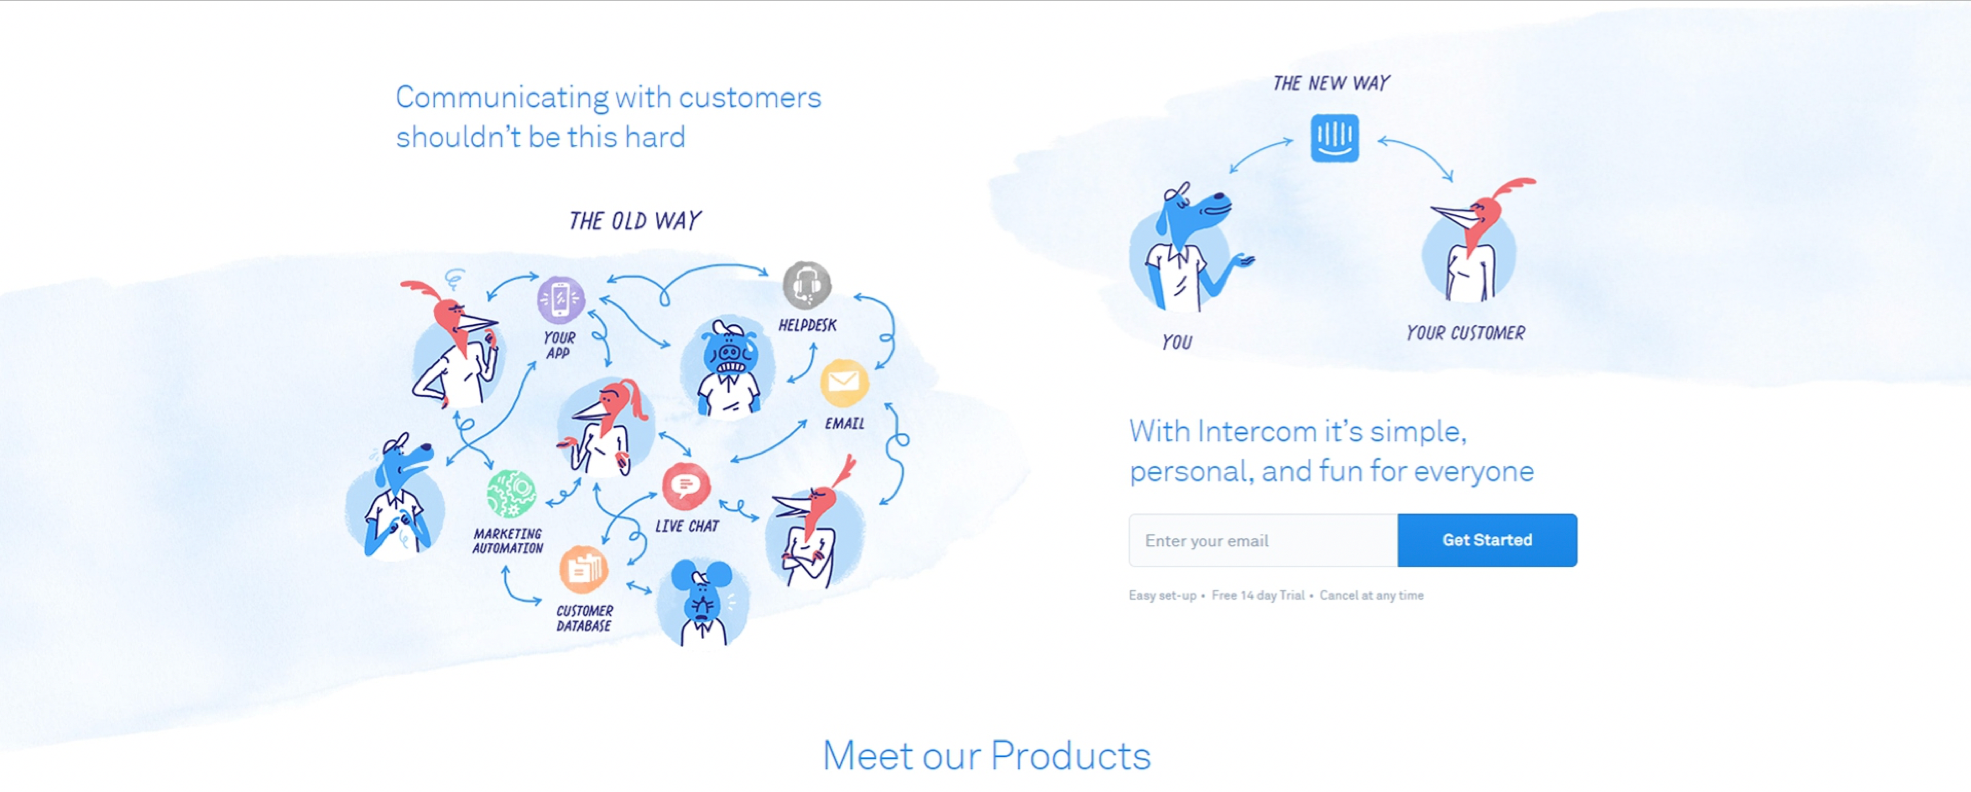 Communicating with customers
shouldn't be this hard
THE OLD WAY
YOUR
APP
HELPDESK
EMAIL
MARKETING
AUTOMATION
LIVE CHAT
CUSTOMER
DATABASE
THE NEW WAY
YOU
YOUR CUSTOMER
With Intercom it's simple,
personal, and fun for everyone
Enter your email
Get Started
Easy set-up • Free 14 day Trial • Cancel at any time
Meet our Products